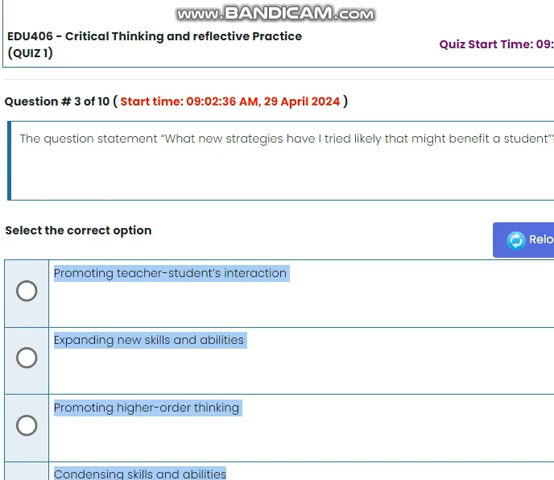 www.BANDICAM.com
EDU406 – Critical Thinking and reflective Practice
(QUIZ 1)
Quiz Start Time: 09:
Question # 3 of 10 ( Start time: 09:02:36 AM, 29 April 2024 )
The question statement “What new strategies have I tried likely that might benefit a student”
Select the correct option
Relo
Promoting teacher-student’s interaction
Expanding new skills and abilities
Promoting higher-order thinking
Condensing skills and abilities